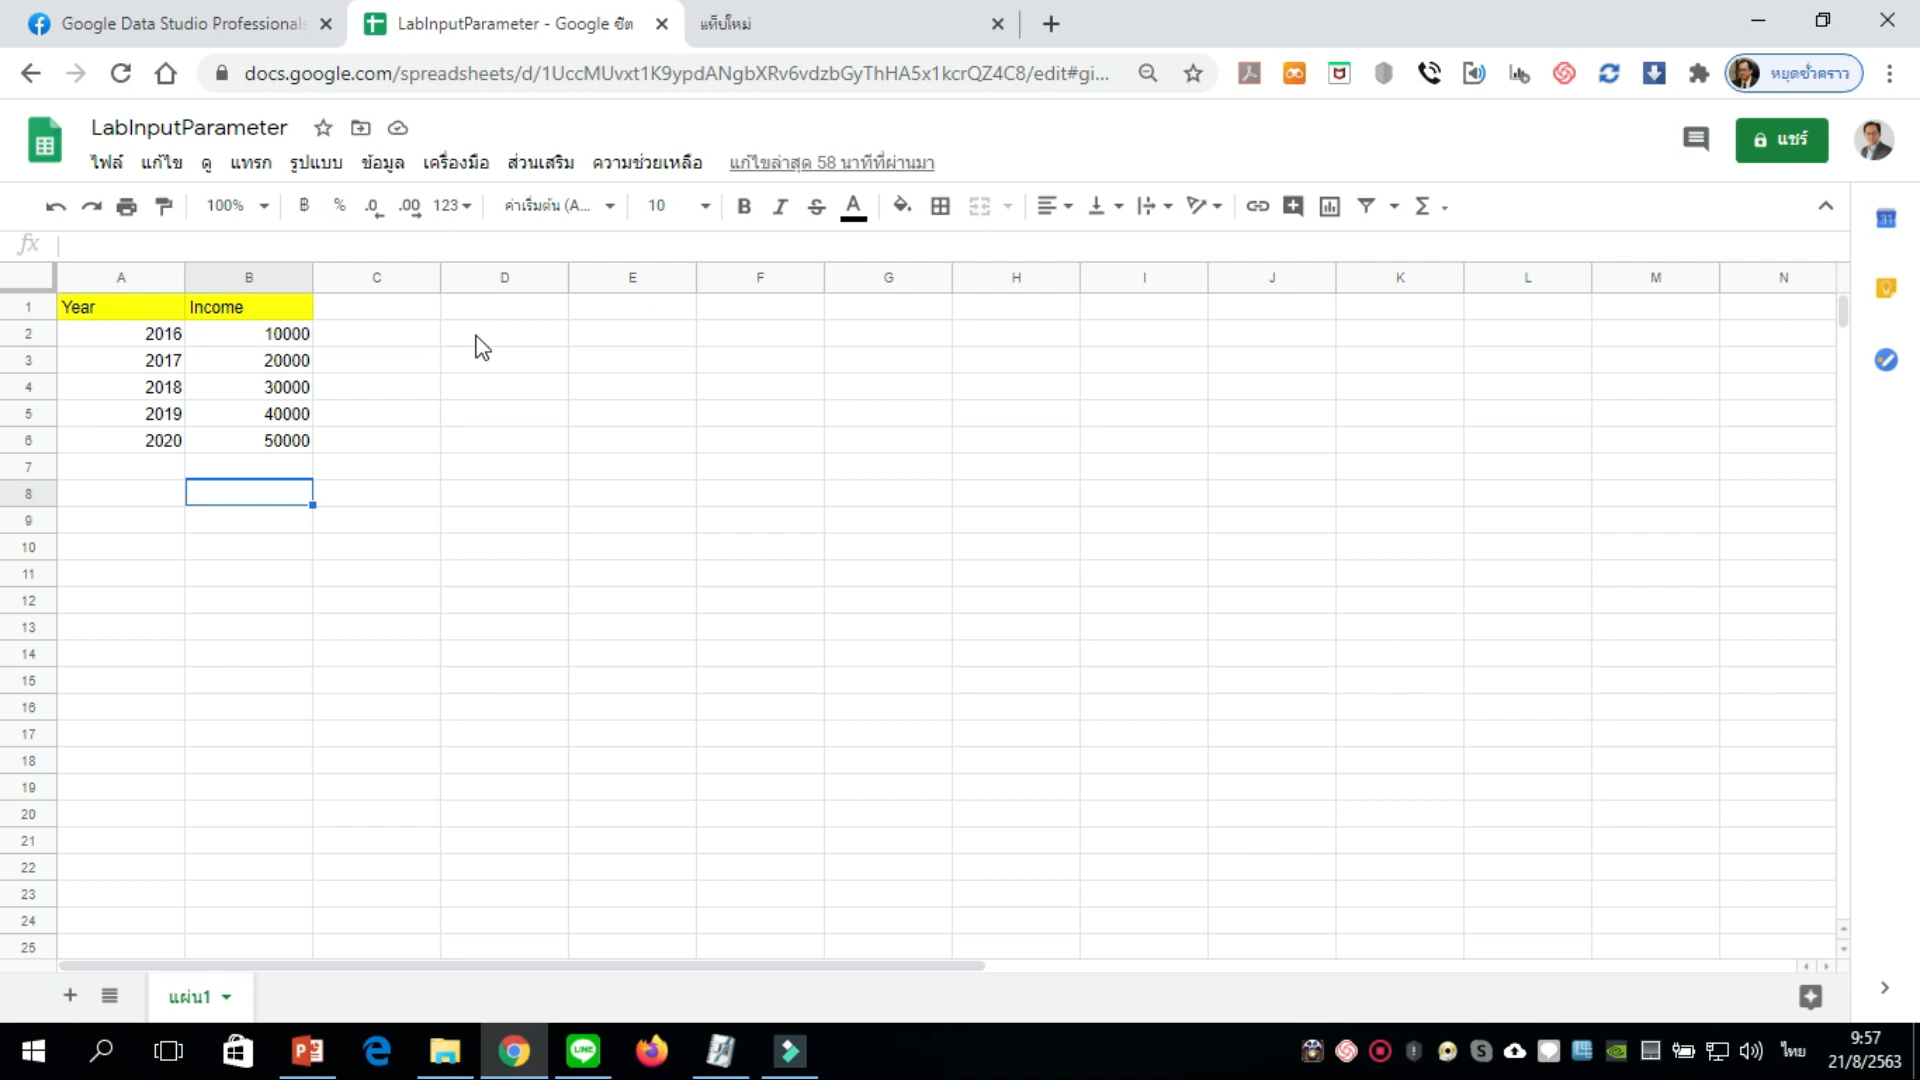 Google Data Studio Professionals
LabInputParameter - Google ชีต
แท็บใหม่
docs.google.com/spreadsheets/d/1UccMUvxt1K9ypdANgbXRv6vdzbGyThHA5x1kcrQZ4C8/edit#gi...
หยุดชั่วคราว
LabInputParameter
แชร์
ไฟล์ แก้ไข ดู แทรก รูปแบบ ข้อมูล เครื่องมือ ส่วนเสริม ความช่วยเหลือ แก้ไขล่าสุด 58 นาทีที่ผ่านมา
100% B % .0 .00 123 ค่าเริ่มต้น (A... 10 B I S A Σ
31
fx
A B C D E F G H I J K L M N
1 Year Income
2 2016 10000
3 2017 20000
4 2018 30000
5 2019 40000
6 2020 50000
7
8
9
10
11
12
13
14
15
16
17
18
19
20
21
22
23
24
25
แผ่น1
LINE
ไทย
9:57
21/8/2563